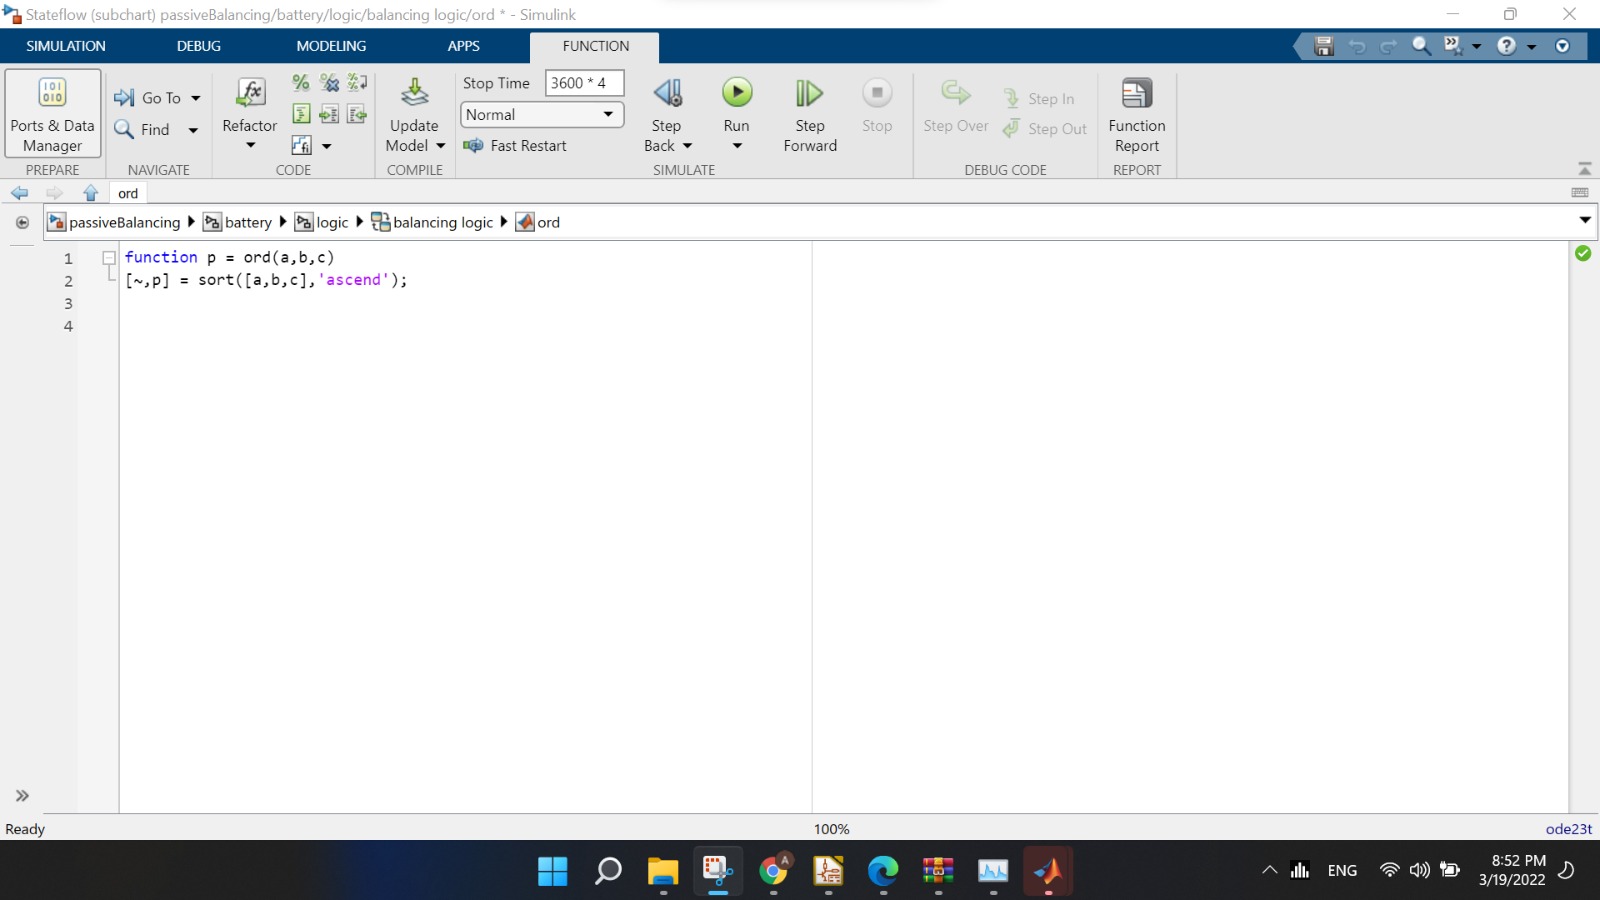 Stateflow (subchart) passiveBalancing/battery/logic/balancing logic/ord * - Simulink
SIMULATION DEBUG MODELING APPS FUNCTION
Ports & Data Manager
PREPARE
Go To
Find
NAVIGATE
Refactor
CODE
Update Model
COMPILE
Stop Time 3600 * 4
Normal
Fast Restart
Step Back
Run
Step Forward
Stop
SIMULATE
Step Over
Step In
Step Out
DEBUG CODE
Function Report
REPORT
ord
passiveBalancing battery logic balancing logic ord
1 function p = ord(a,b,c)
2 [~,p] = sort([a,b,c],'ascend');
3
4
Ready 100% ode23t
ENG 8:52 PM
3/19/2022